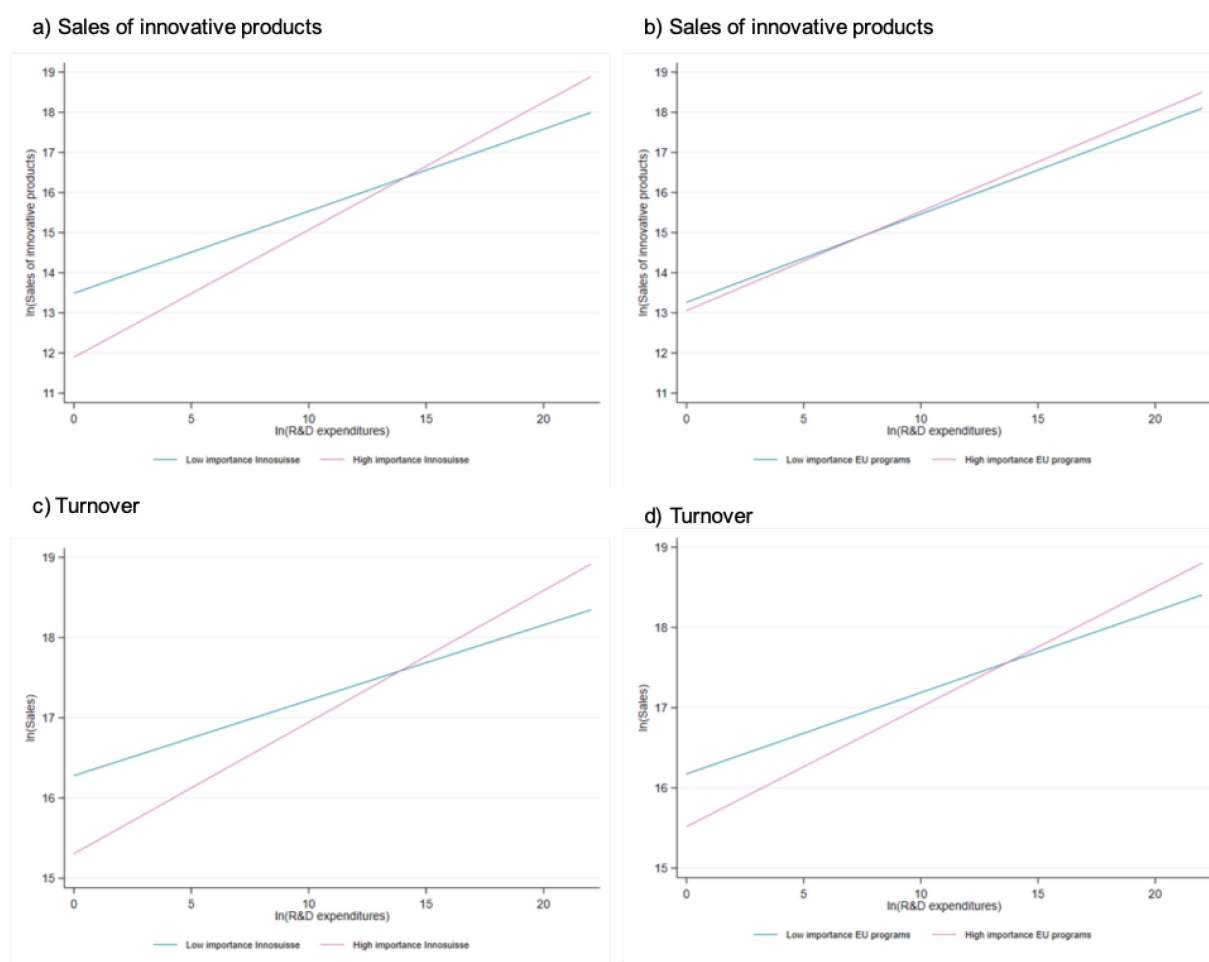 a) Sales of innovative products
19
18
17
16
15
14
13
12
11
ln(Sales of innovative products)
0 5 10 15 20
ln(R&D expenditures)
Low importance Innosuisse High importance Innosuisse
b) Sales of innovative products
19
18
17
16
15
14
13
12
11
ln(Sales of innovative products)
0 5 10 15 20
ln(R&D expenditures)
Low importance EU programs High importance EU programs
c) Turnover
19
18
17
16
15
ln(Sales)
0 5 10 15 20
ln(R&D expenditures)
Low importance Innosuisse High importance Innosuisse
d) Turnover
19
18
17
16
15
ln(Sales)
0 5 10 15 20
ln(R&D expenditures)
Low importance EU programs High importance EU programs